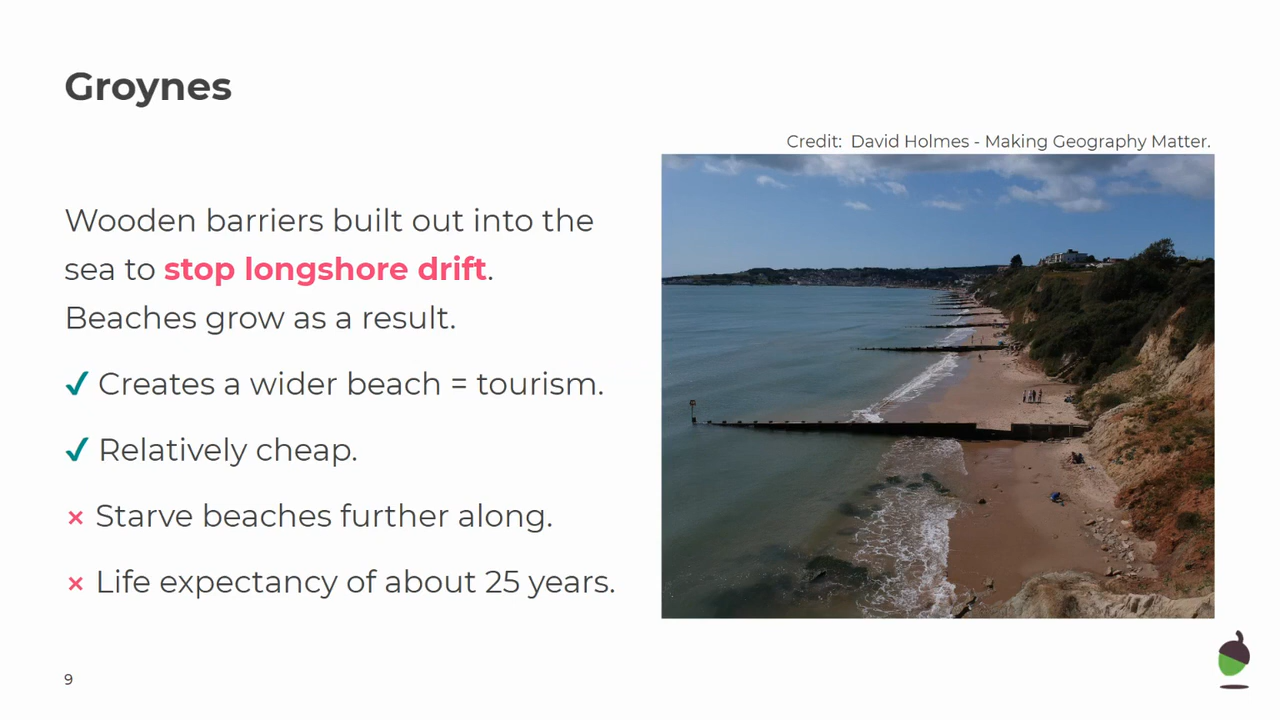 Groynes
Credit: David Holmes - Making Geography Matter.
Wooden barriers built out into the
sea to stop longshore drift.
Beaches grow as a result.
✓ Creates a wider beach = tourism.
✓ Relatively cheap.
× Starve beaches further along.
× Life expectancy of about 25 years.
9